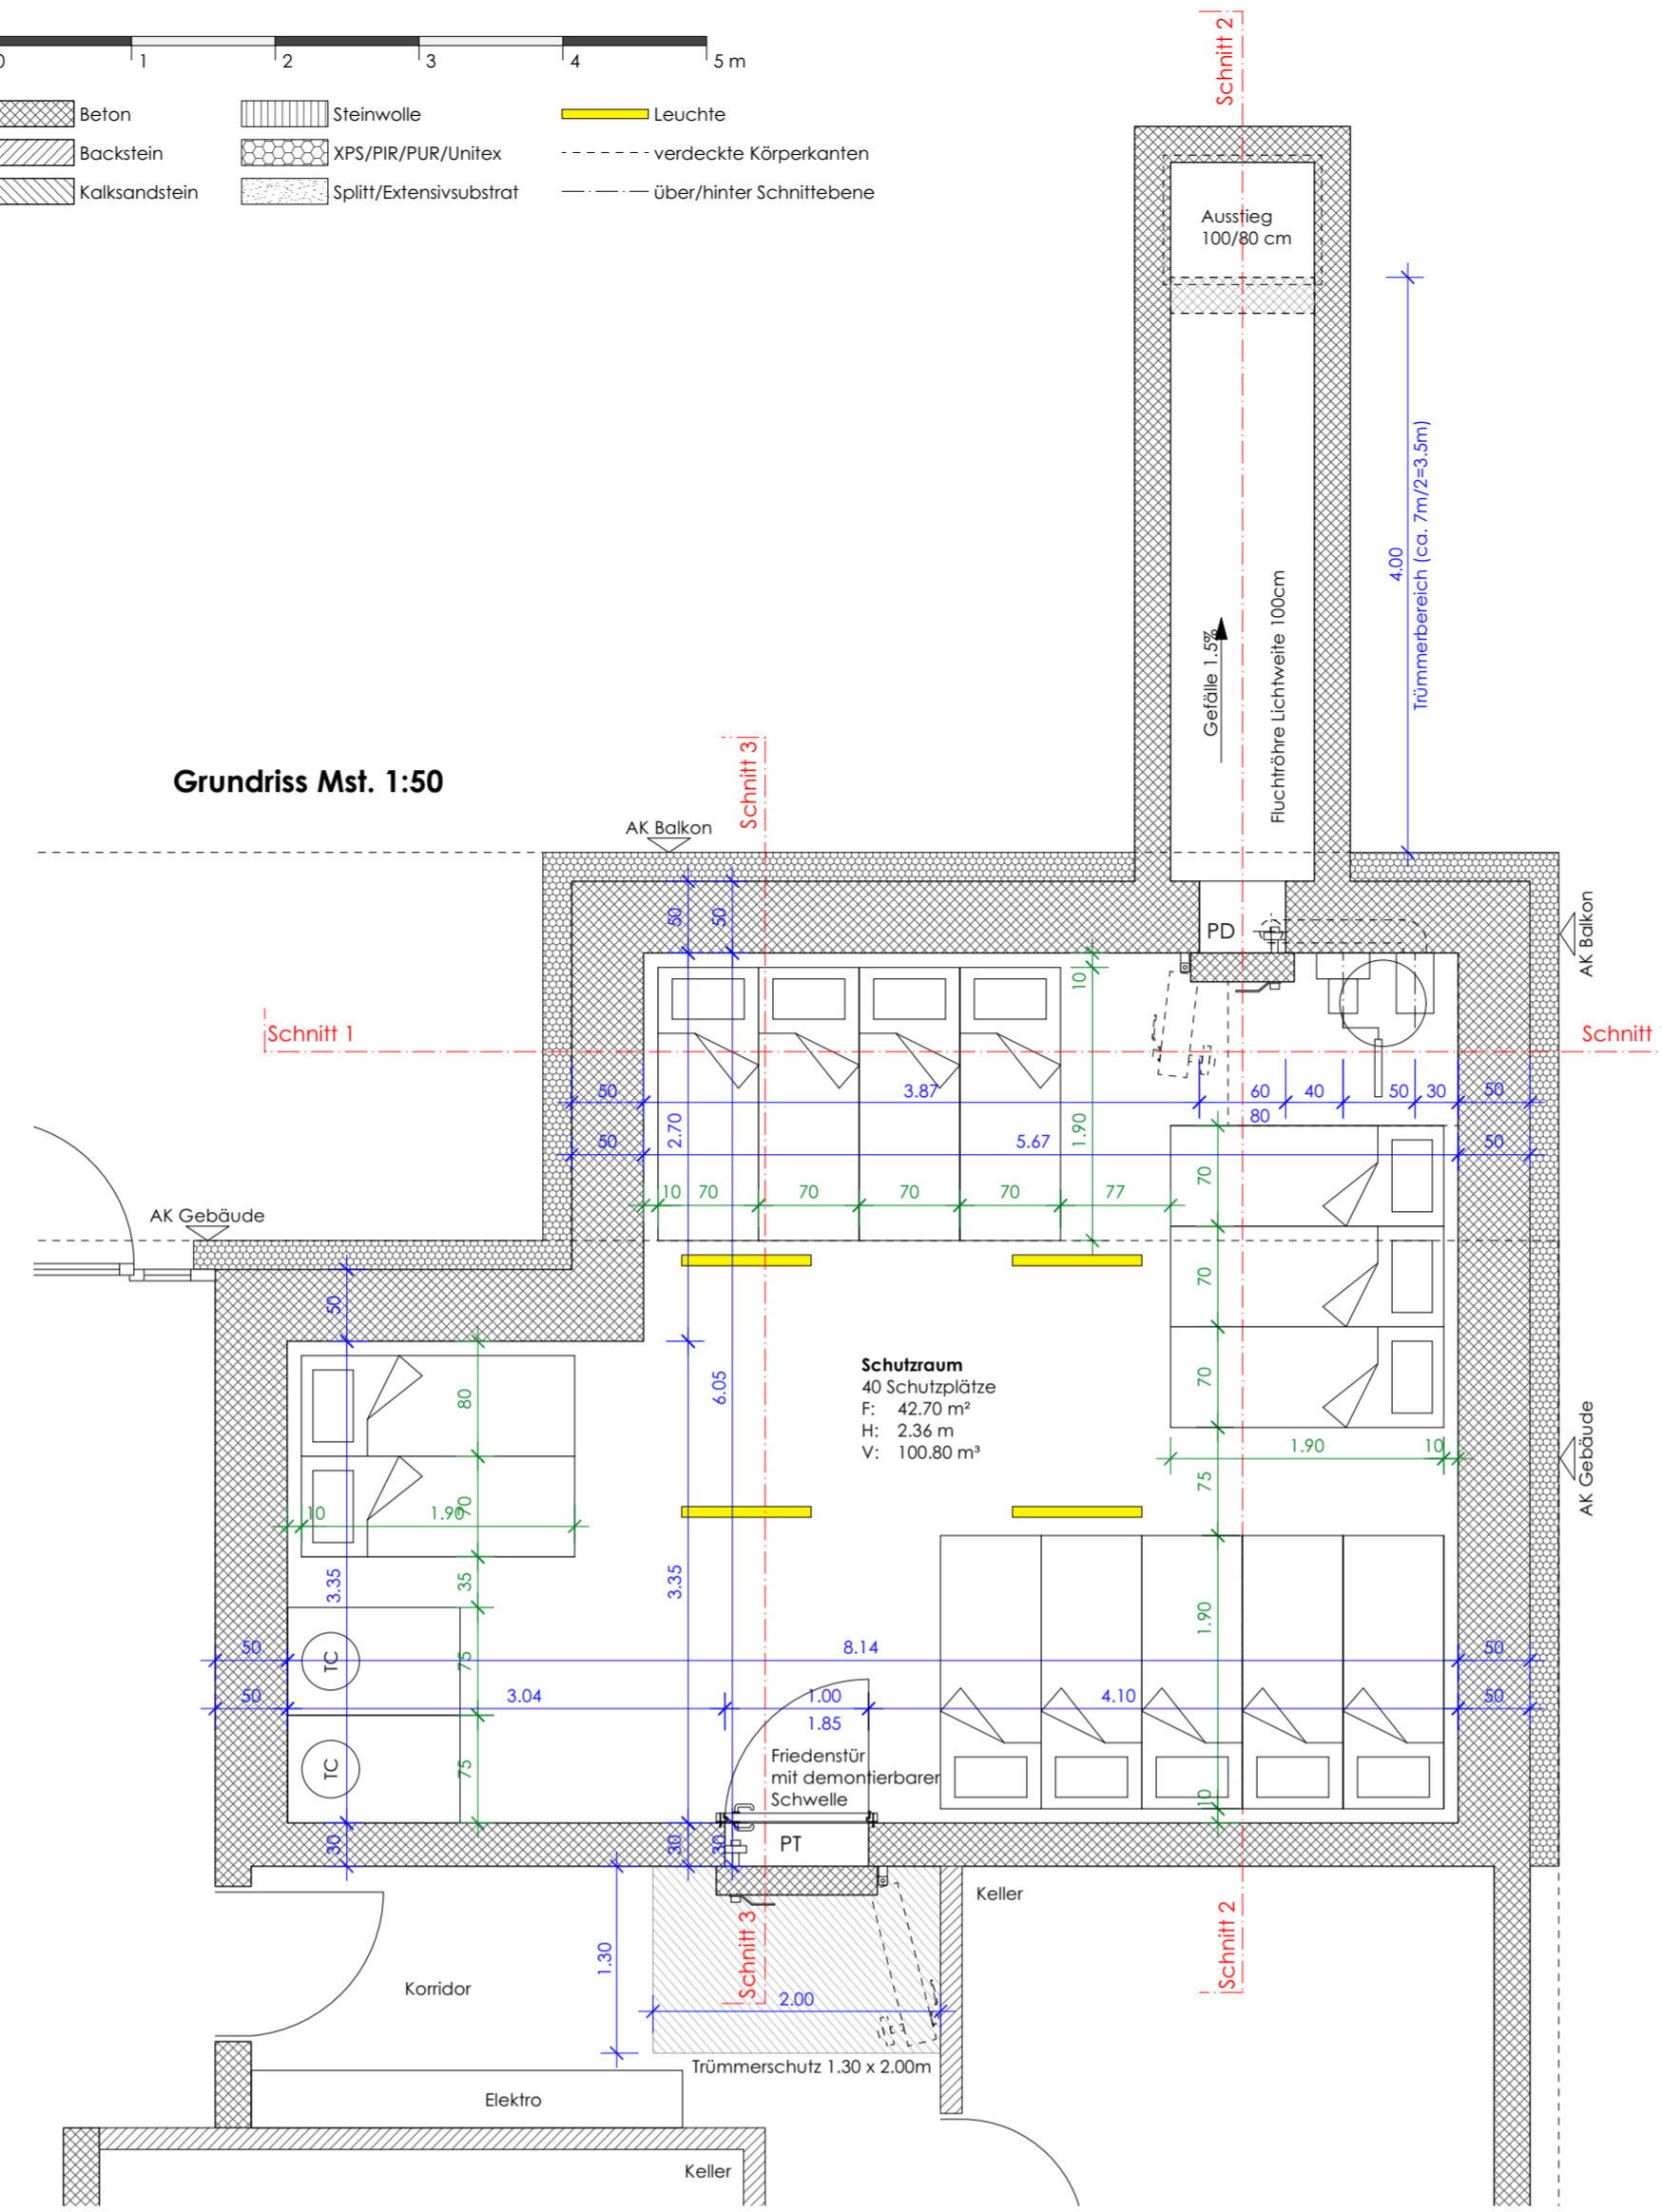 0 1 2 3 4 5 m
Beton
Steinwolle
Leuchte
Backstein
XPS/PIR/PUR/Unitex
verdeckte Körperkanten
Kalksandstein
Splitt/Extensivsubstrat
über/hinter Schnittebene
Schnitt 2
Ausstieg
100/80 cm
4.00
Trümmerbereich (ca. 7m/2=3.5m)
Gefälle 1.5%
Fluchtröhre Lichtweite 100cm
Grundriss Mst. 1:50
Schnitt 3
AK Balkon
50
50
PD
AK Balkon
10
Schnitt 1
Schnitt
50
3.87
60
80
40
50
30
50
2.70
1.90
50
5.67
50
10
70
70
70
70
77
70
AK Gebäude
50
70
Schutzraum
40 Schutzplätze
F: 42.70 m²
H: 2.36 m
V: 100.80 m³
6.05
80
70
AK Gebäude
1.90
10
75
10
1.90
70
3.35
35
3.35
1.90
TC
75
50
8.14
50
50
3.04
1.00
1.85
4.10
50
TC
75
Friedenstür
mit demontierbarer
Schwelle
10
30
30
30
PT
Keller
Schnitt 3
Schnitt 2
1.30
Korridor
2.00
Trümmerschutz 1.30 x 2.00m
Elektro
Keller